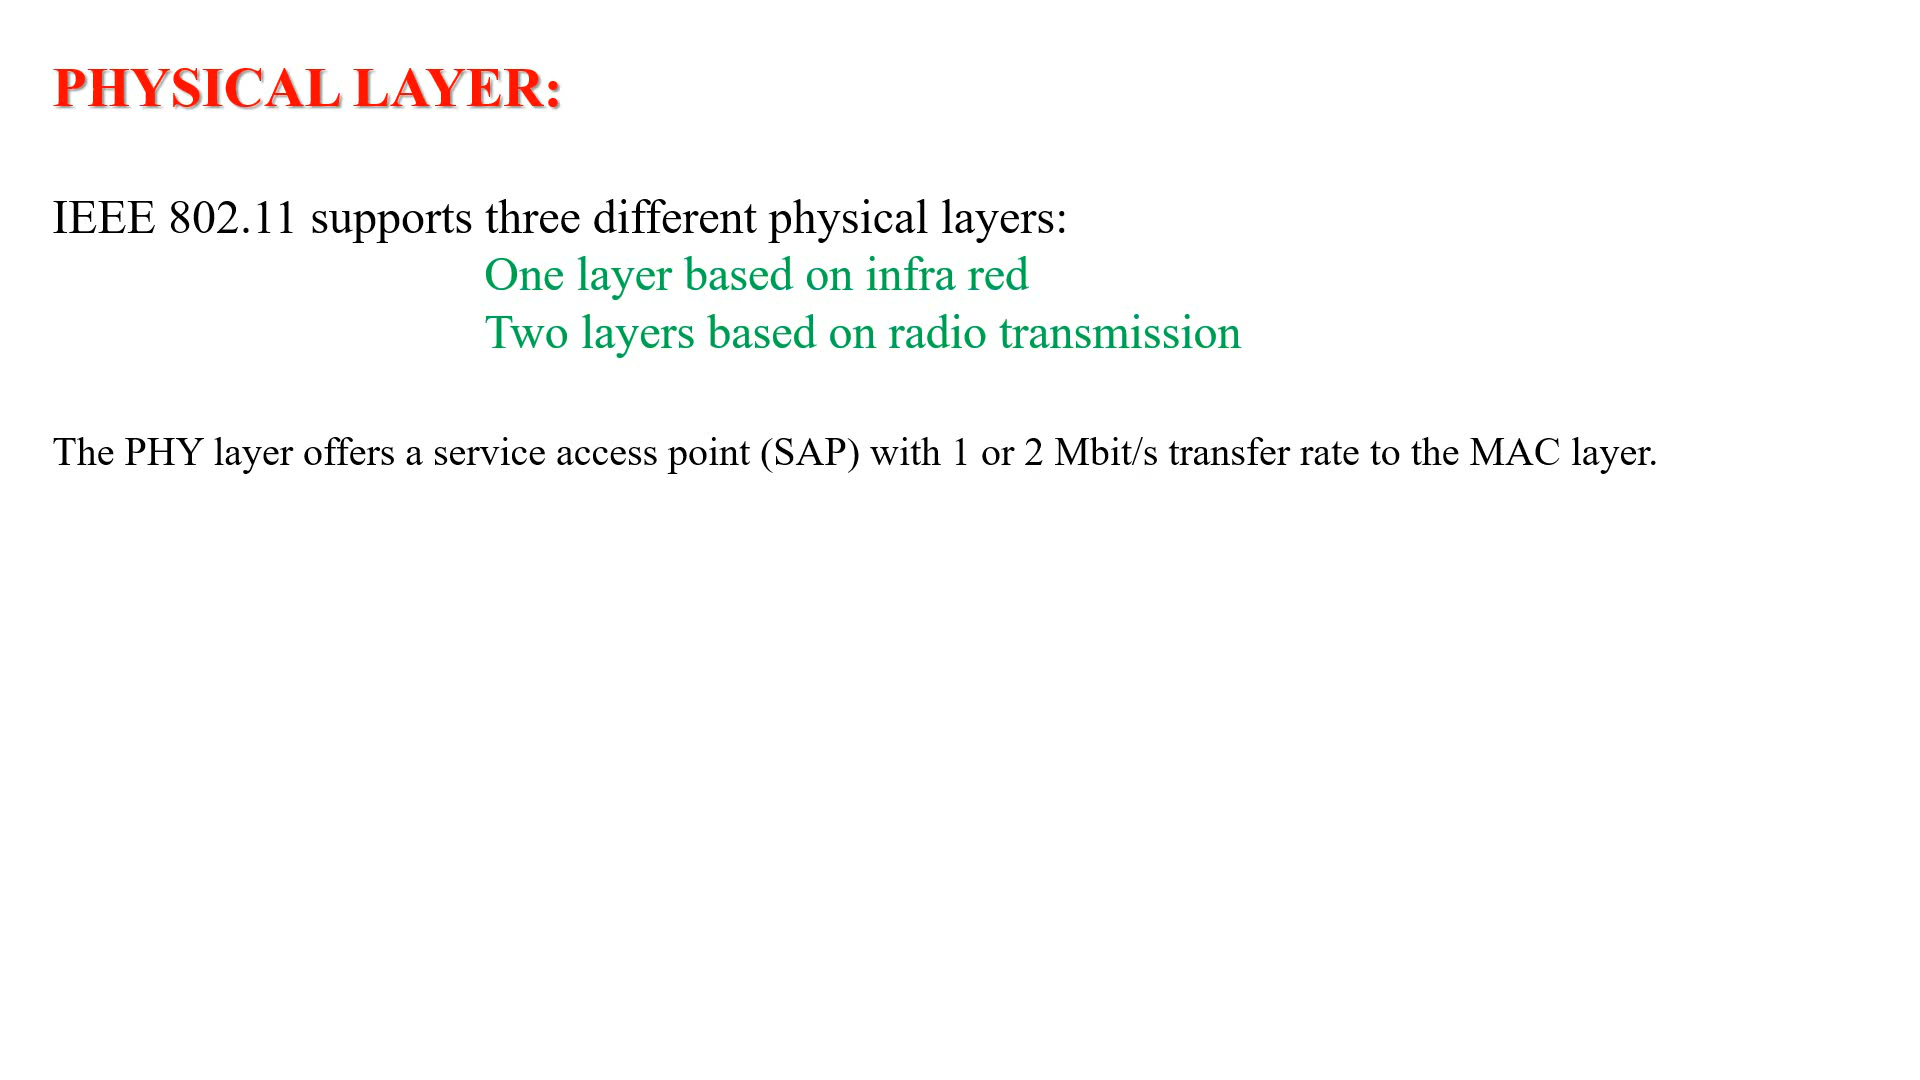 PHYSICAL LAYER:
IEEE 802.11 supports three different physical layers:
One layer based on infra red
Two layers based on radio transmission
The PHY layer offers a service access point (SAP) with 1 or 2 Mbit/s transfer rate to the MAC layer.